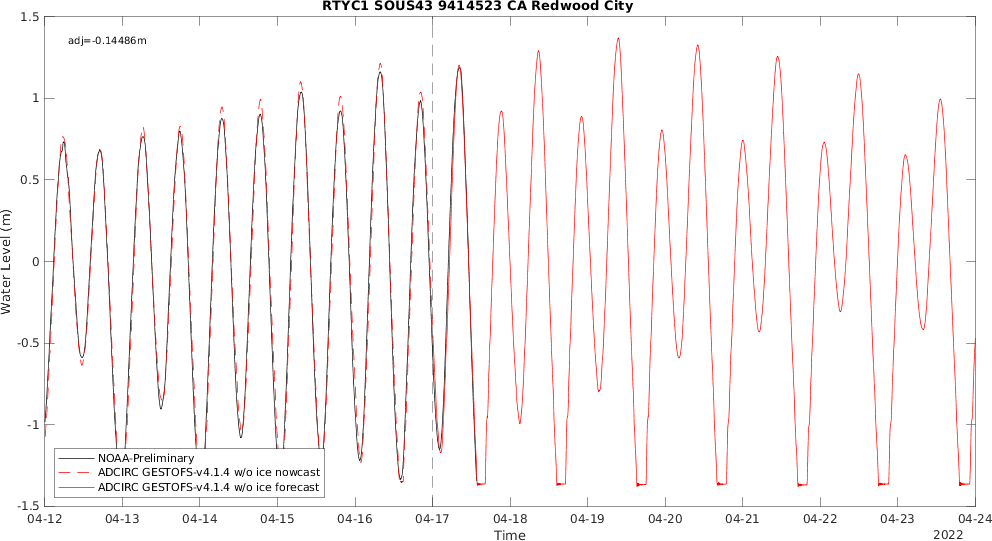 RTYC1 SOUS43 9414523 CA Redwood City
adj=-0.14486m
1.5
1
0.5
0
-0.5
-1
-1.5
Water Level (m)
NOAA-Preliminary
ADCIRC GESTOFS-v4.1.4 w/o ice nowcast
ADCIRC GESTOFS-v4.1.4 w/o ice forecast
04-12 04-13 04-14 04-15 04-16 04-17 04-18 04-19 04-20 04-21 04-22 04-23 04-24
Time
2022